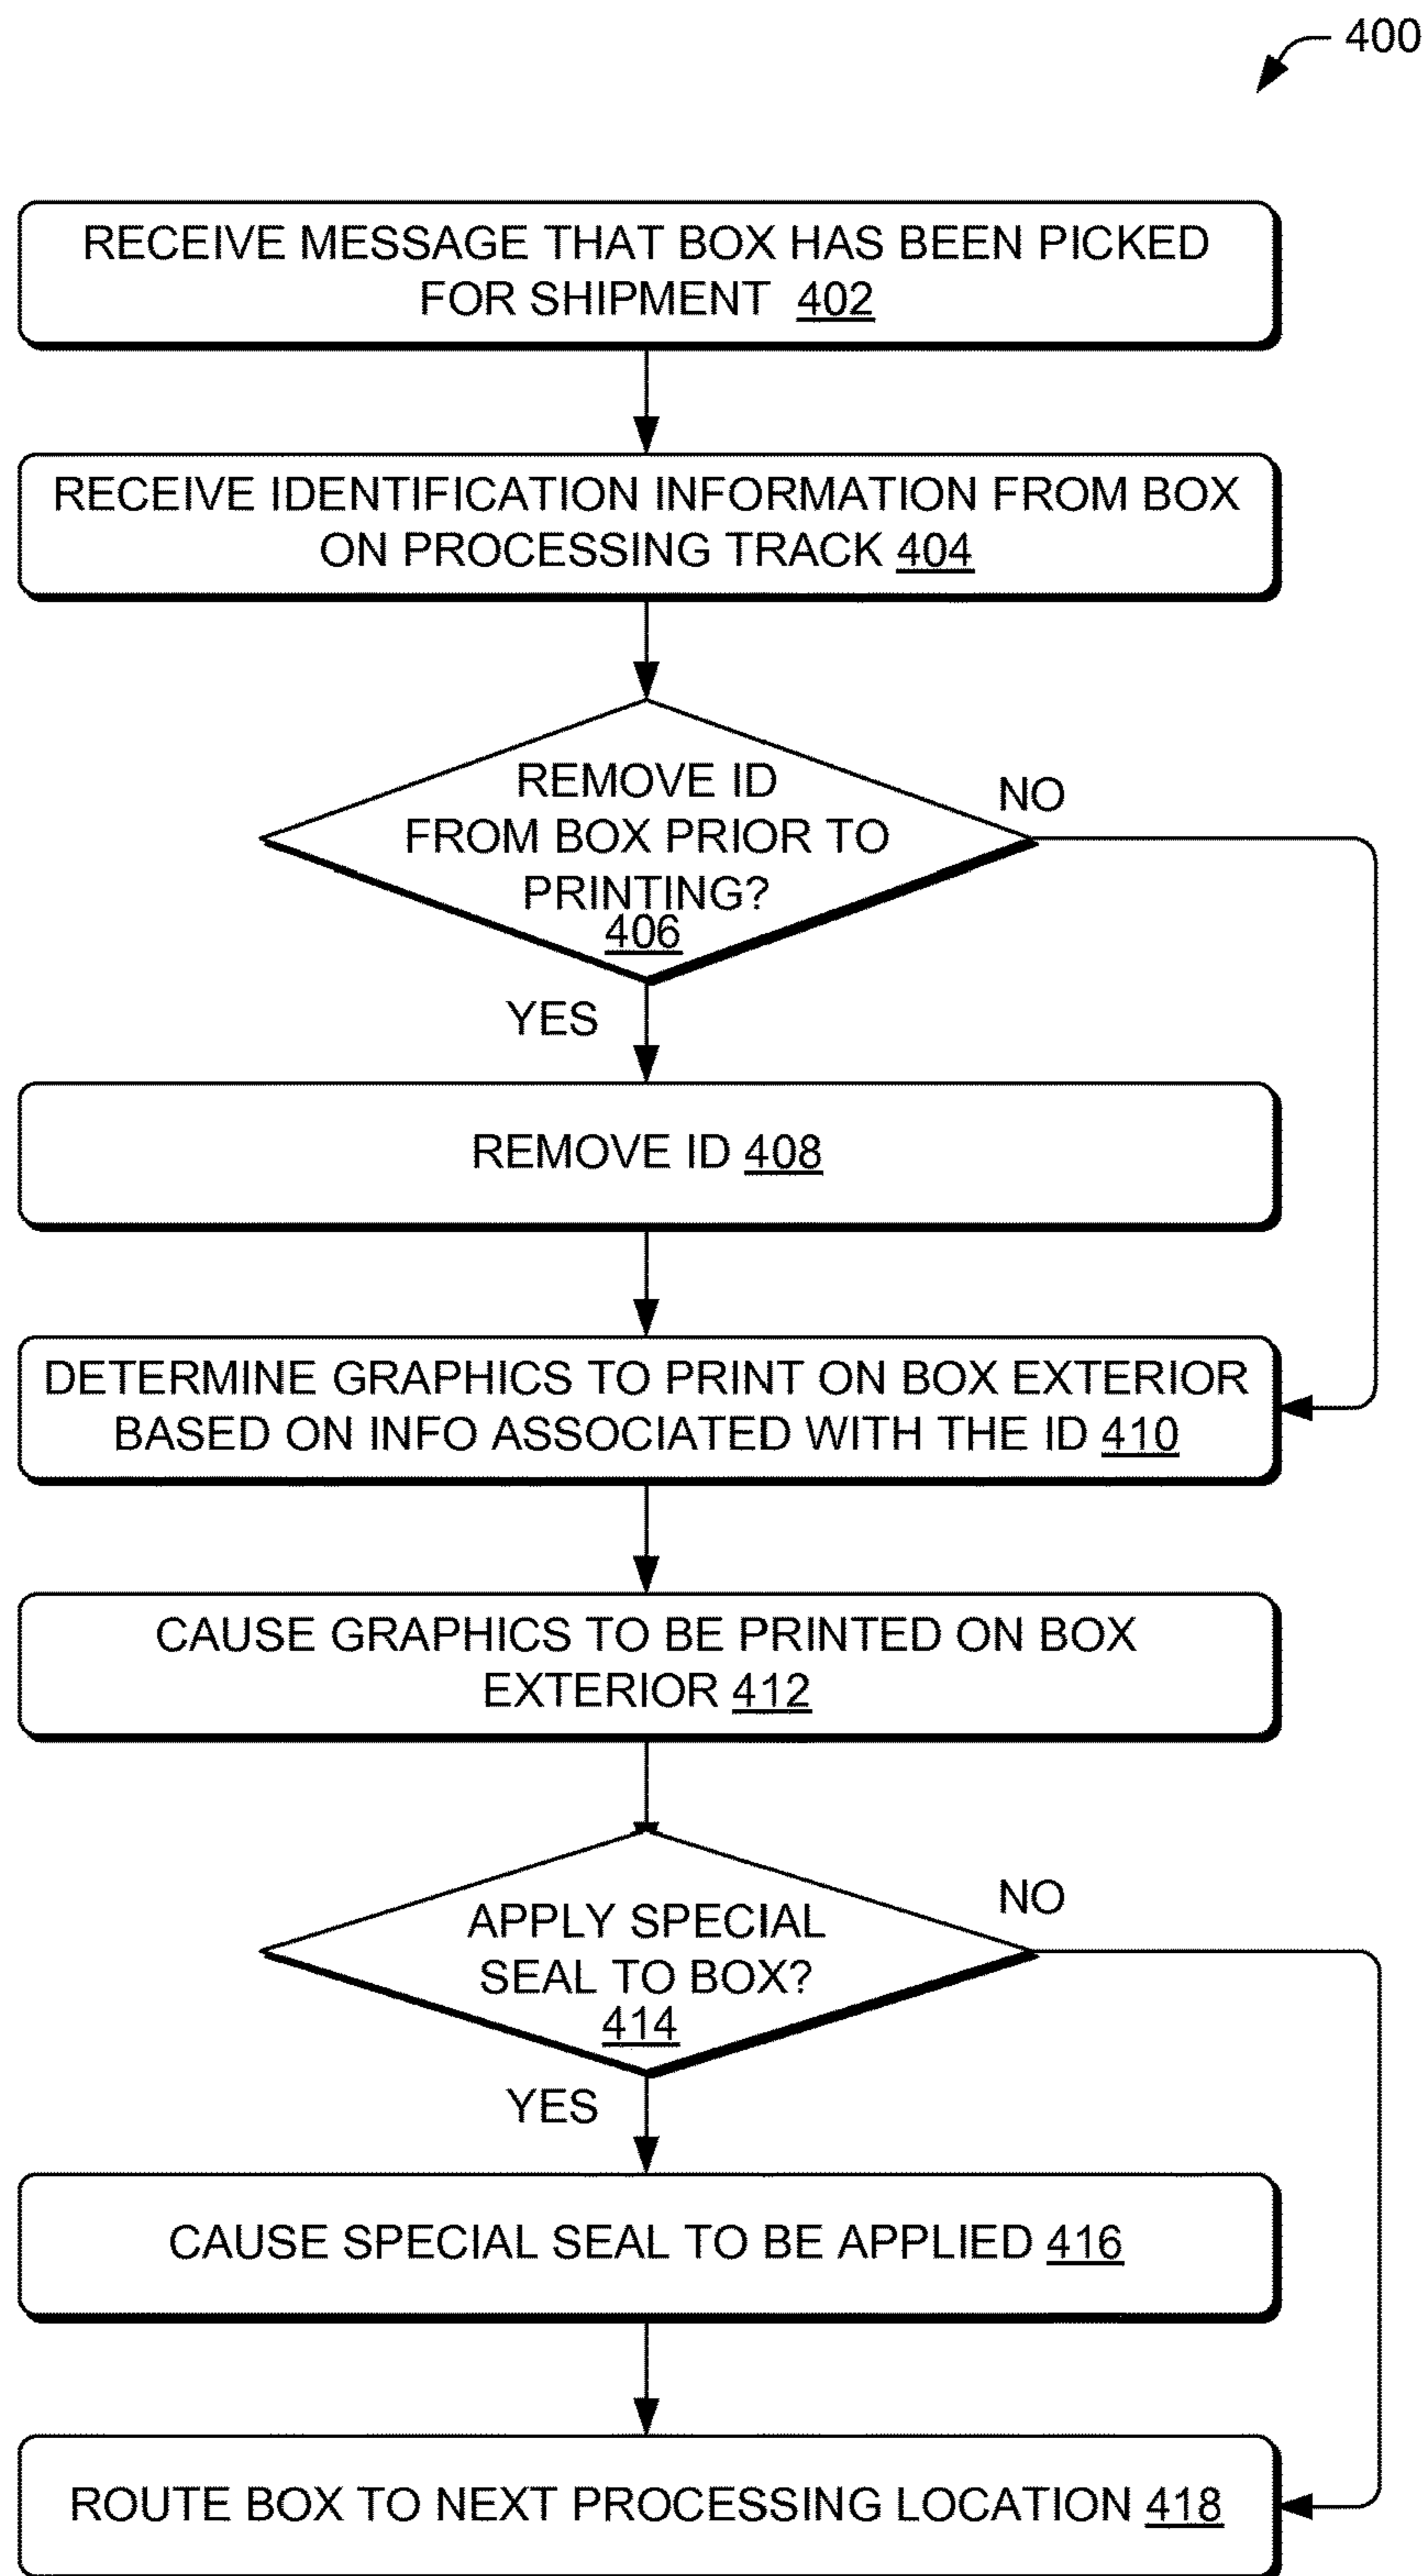 400
RECEIVE MESSAGE THAT BOX HAS BEEN PICKED
FOR SHIPMENT 402
RECEIVE IDENTIFICATION INFORMATION FROM BOX
ON PROCESSING TRACK 404
REMOVE ID
FROM BOX PRIOR TO
PRINTING?
406
NO
YES
REMOVE ID 408
DETERMINE GRAPHICS TO PRINT ON BOX EXTERIOR
BASED ON INFO ASSOCIATED WITH THE ID 410
CAUSE GRAPHICS TO BE PRINTED ON BOX
EXTERIOR 412
APPLY SPECIAL
SEAL TO BOX?
414
NO
YES
CAUSE SPECIAL SEAL TO BE APPLIED 416
ROUTE BOX TO NEXT PROCESSING LOCATION 418